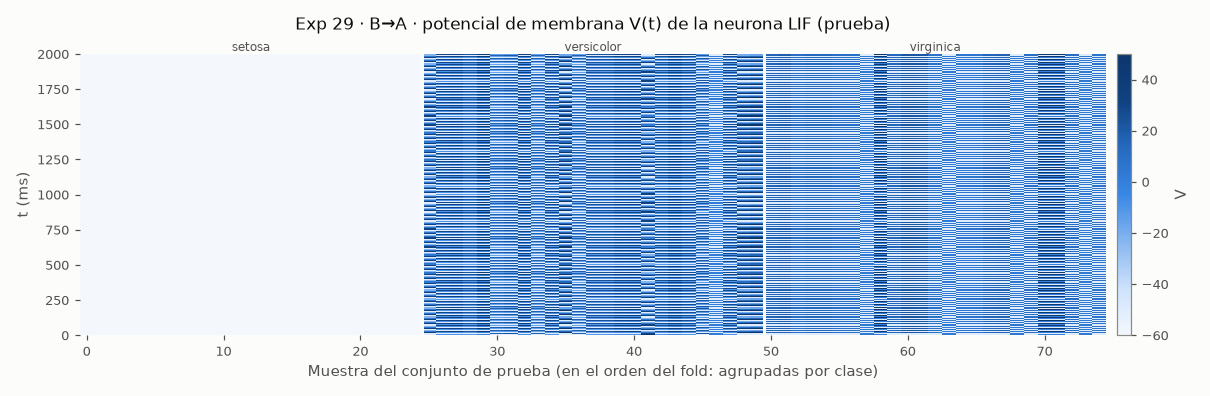 Exp 29 · B→A · potencial de membrana V(t) de la neurona LIF (prueba)
setosa versicolor virginica
2000
1750
1500
1250
1000
750
500
250
0
t (ms)
0 10 20 30 40 50 60 70
Muestra del conjunto de prueba (en el orden del fold: agrupadas por clase)
40
20
0
−20
−40
−60
V